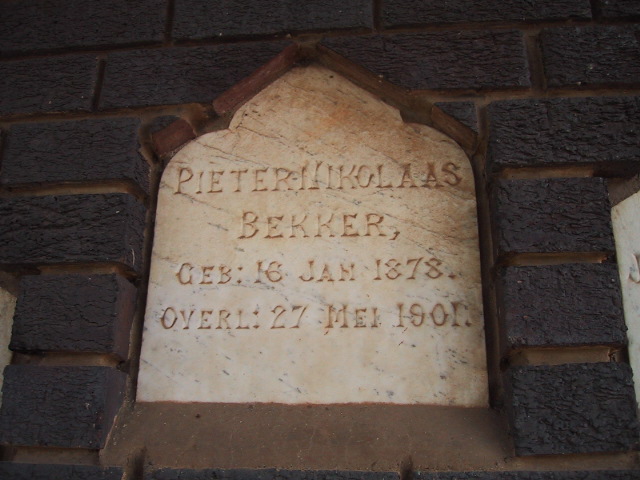 PIETER NIKOLAAS
BEKKER,
GEB: 16 JAN 1878.
OVERL: 27 MEI 1901.